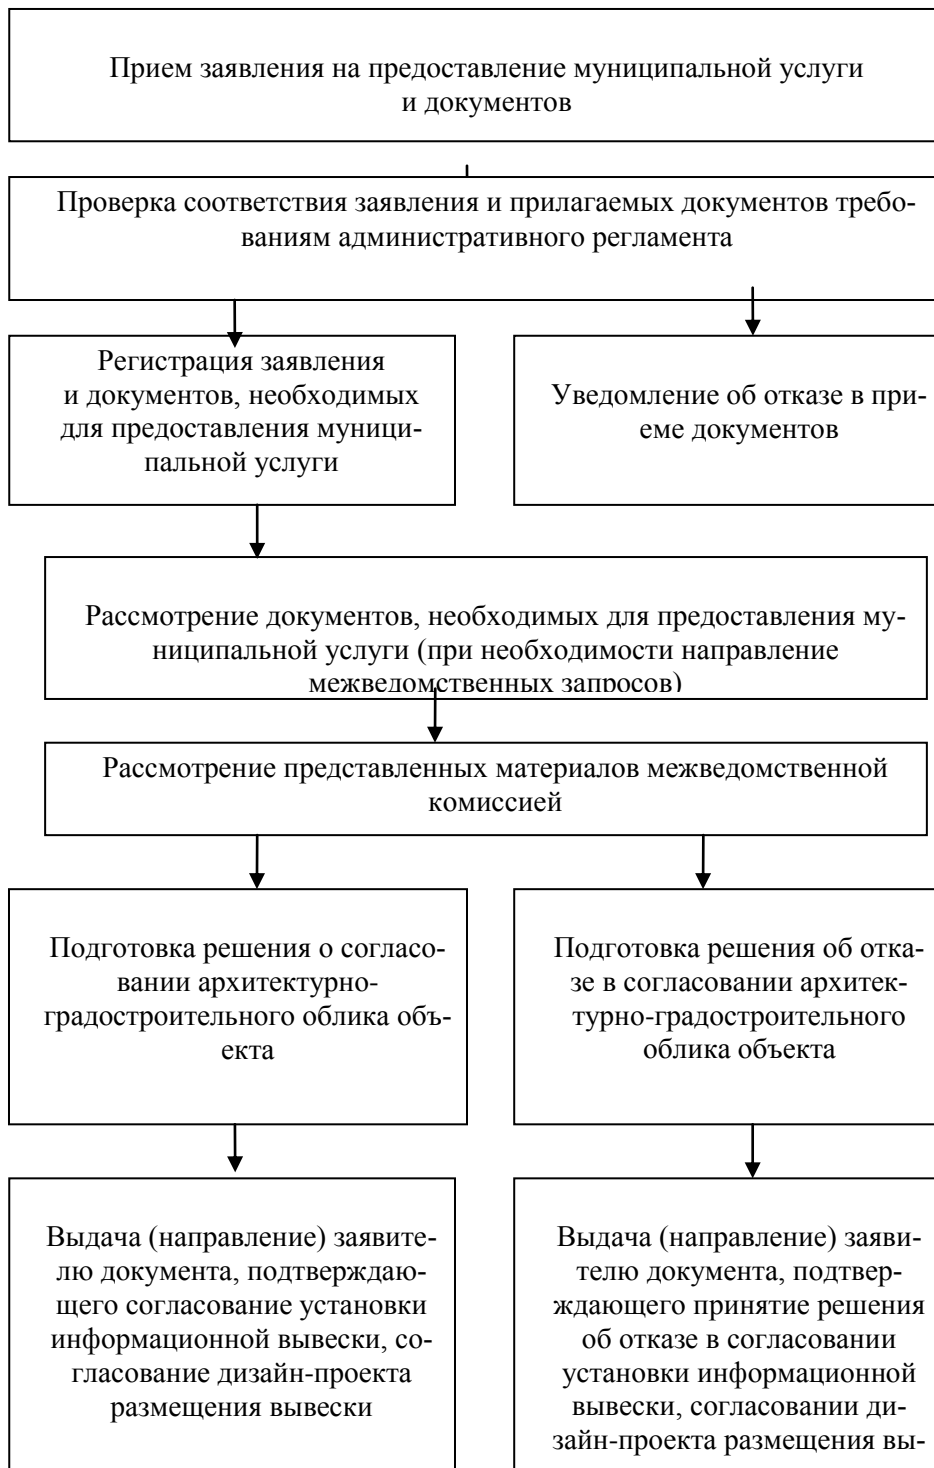 Прием заявления на предоставление муниципальной услуги
и документов
Проверка соответствия заявления и прилагаемых документов требо-
ваниям административного регламента
Регистрация заявления
и документов, необходимых
для предоставления муници-
пальной услуги
Уведомление об отказе в при-
еме документов
Рассмотрение документов, необходимых для предоставления му-
ниципальной услуги (при необходимости направление
межведомственных запросов)
Рассмотрение представленных материалов межведомственной
комиссией
Подготовка решения о согласо-
вании архитектурно-
градостроительного облика объ-
екта
Подготовка решения об отка-
зе в согласовании архитек-
турно-градостроительного
облика объекта
Выдача (направление) заявите-
лю документа, подтверждаю-
щего согласование установки
информационной вывески, со-
гласование дизайн-проекта
размещения вывески
Выдача (направление) заяви-
телю документа, подтвер-
ждающего принятие решения
об отказе в согласовании
установки информационной
вывески, согласовании ди-
зайн-проекта размещения вы-